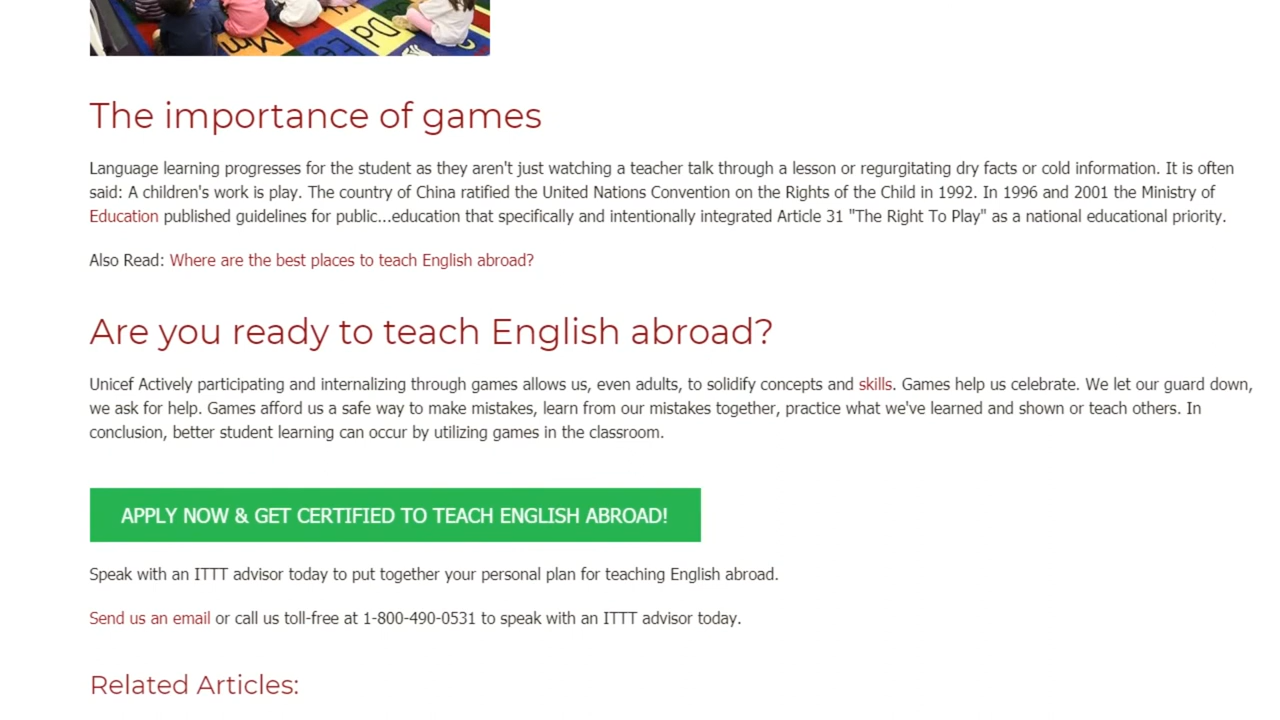 Mm
Dd
The importance of games
Language learning progresses for the student as they aren't just watching a teacher talk through a lesson or regurgitating dry facts or cold information. It is often
said: A children's work is play. The country of China ratified the United Nations Convention on the Rights of the Child in 1992. In 1996 and 2001 the Ministry of
Education published guidelines for public...education that specifically and intentionally integrated Article 31 "The Right To Play" as a national educational priority.
Also Read: Where are the best places to teach English abroad?
Are you ready to teach English abroad?
Unicef Actively participating and internalizing through games allows us, even adults, to solidify concepts and skills. Games help us celebrate. We let our guard down,
we ask for help. Games afford us a safe way to make mistakes, learn from our mistakes together, practice what we've learned and shown or teach others. In
conclusion, better student learning can occur by utilizing games in the classroom.
APPLY NOW & GET CERTIFIED TO TEACH ENGLISH ABROAD!
Speak with an ITTT advisor today to put together your personal plan for teaching English abroad.
Send us an email or call us toll-free at 1-800-490-0531 to speak with an ITTT advisor today.
Related Articles: